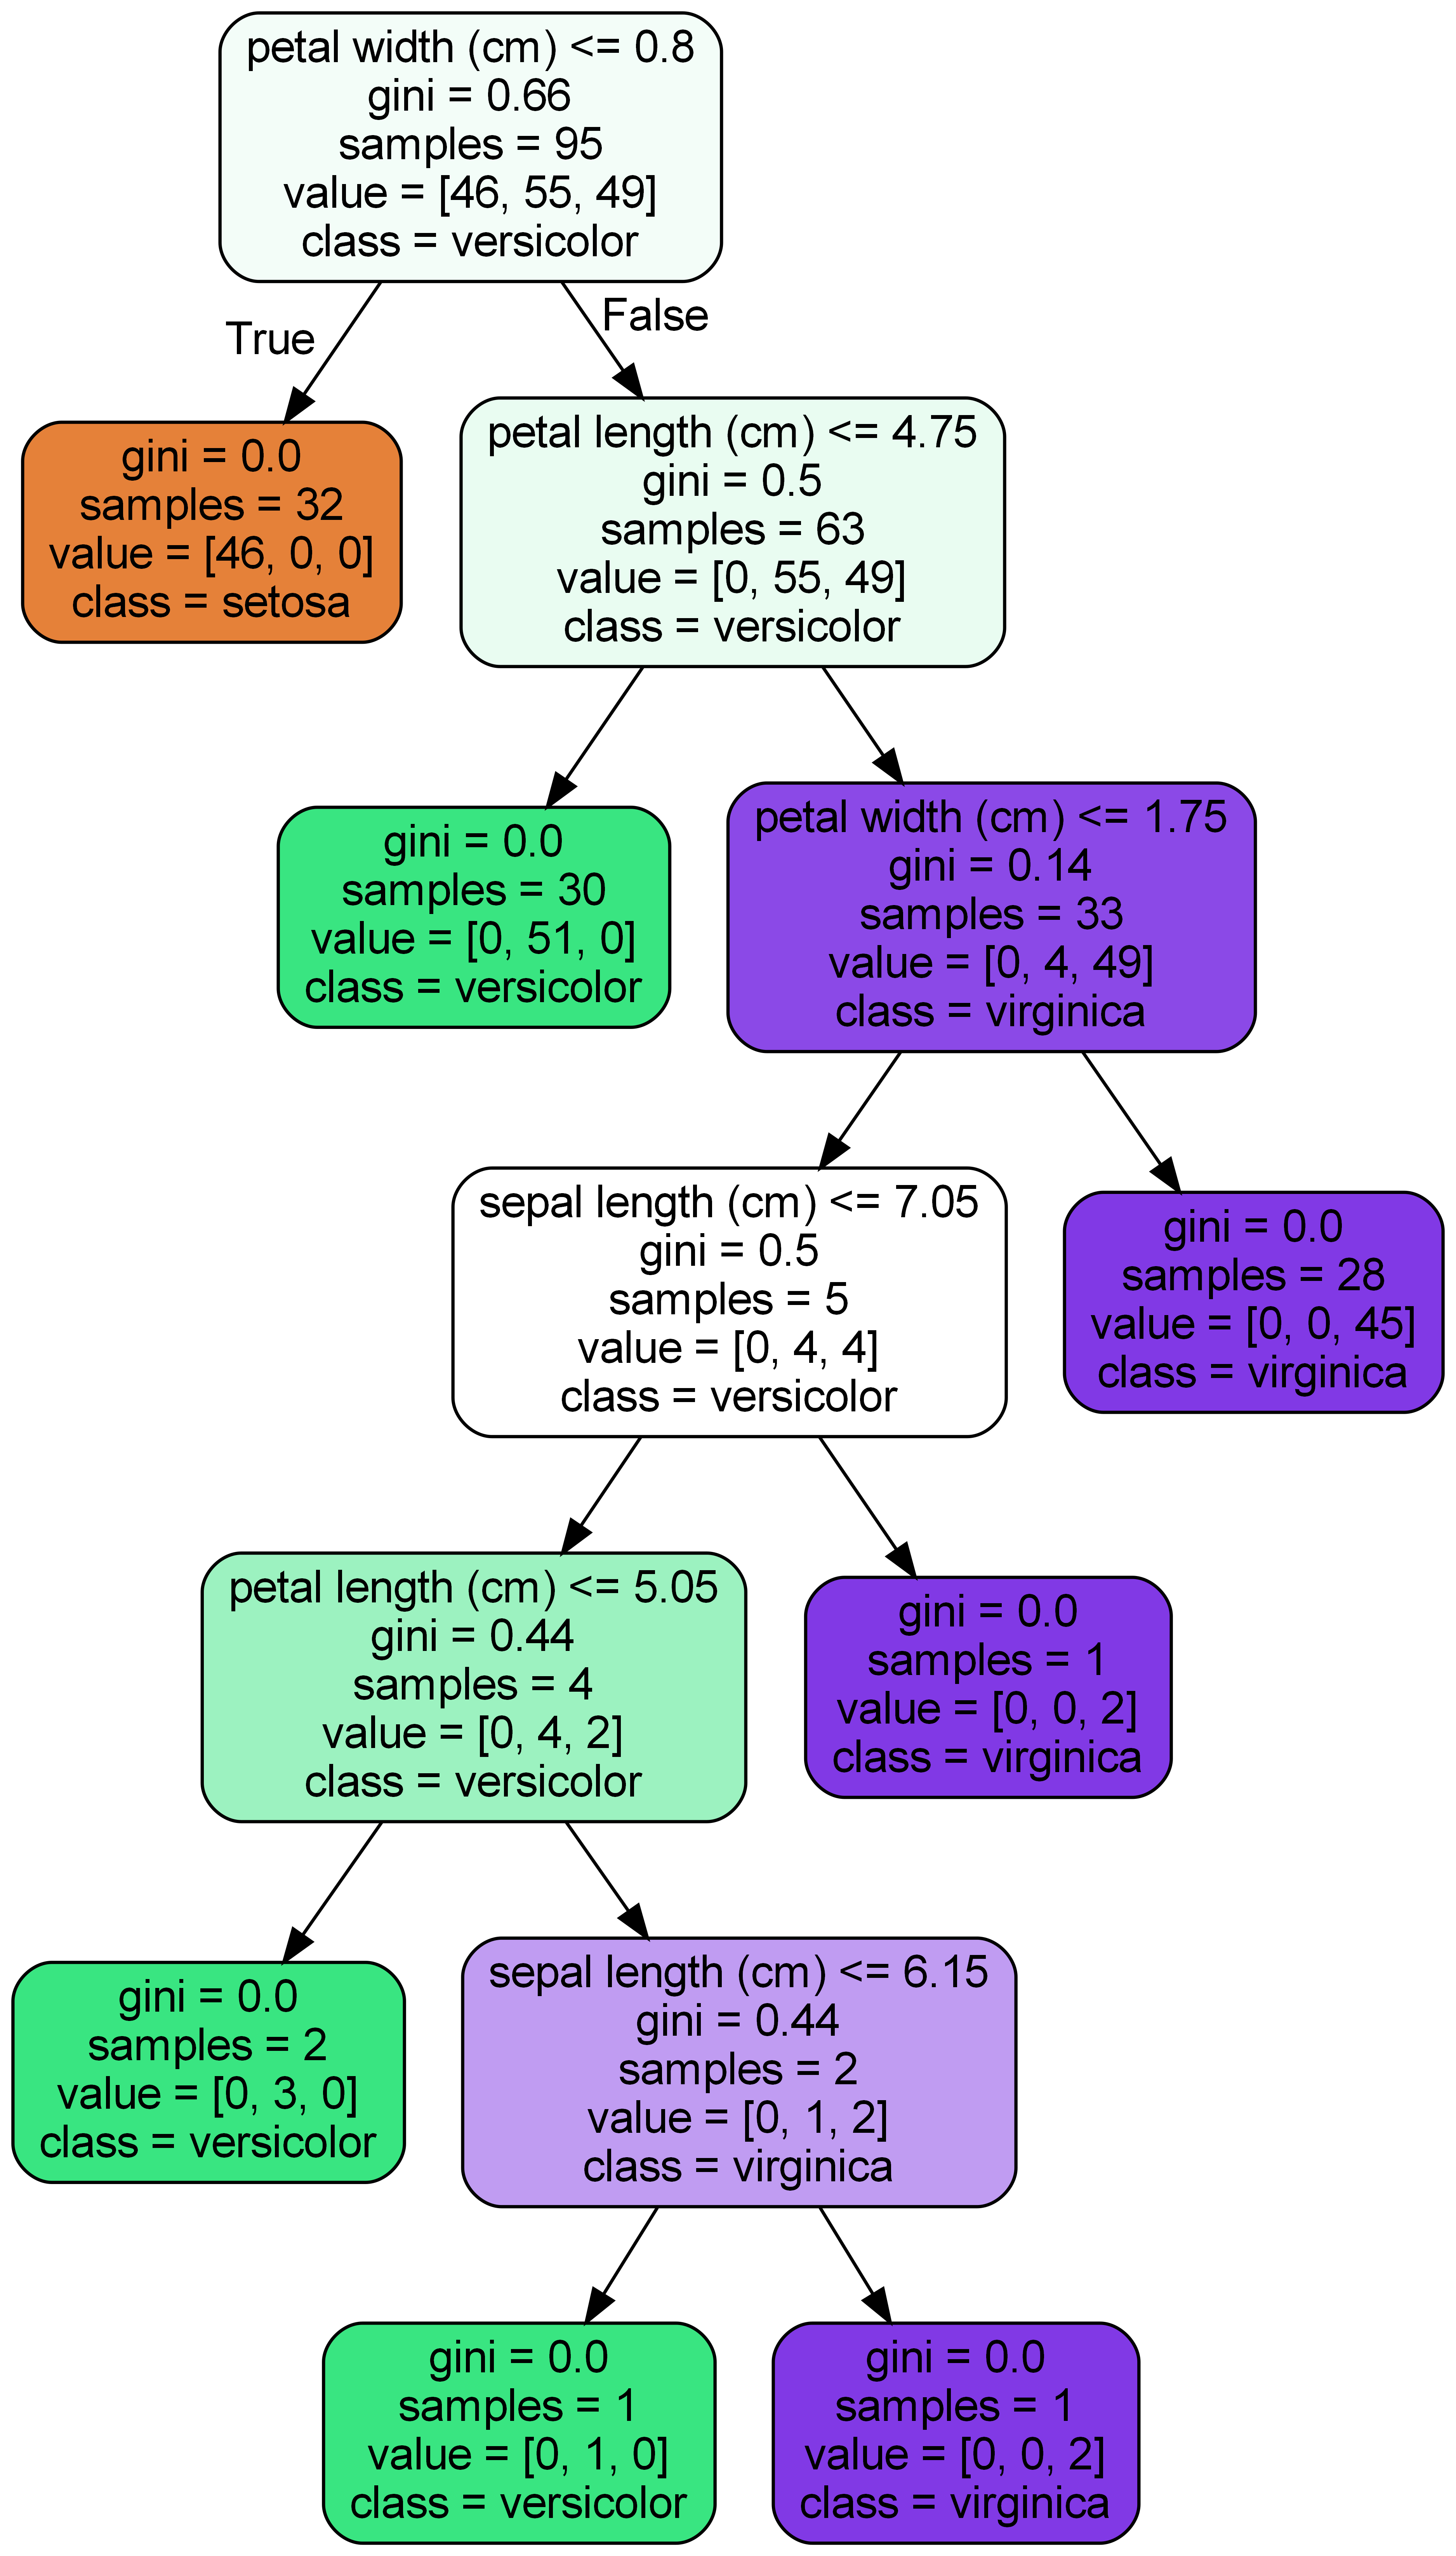 petal width (cm) <= 0.8
gini = 0.66
samples = 95
value = [46, 55, 49]
class = versicolor
True
False
gini = 0.0
samples = 32
value = [46, 0, 0]
class = setosa
petal length (cm) <= 4.75
gini = 0.5
samples = 63
value = [0, 55, 49]
class = versicolor
gini = 0.0
samples = 30
value = [0, 51, 0]
class = versicolor
petal width (cm) <= 1.75
gini = 0.14
samples = 33
value = [0, 4, 49]
class = virginica
sepal length (cm) <= 7.05
gini = 0.5
samples = 5
value = [0, 4, 4]
class = versicolor
gini = 0.0
samples = 28
value = [0, 0, 45]
class = virginica
petal length (cm) <= 5.05
gini = 0.44
samples = 4
value = [0, 4, 2]
class = versicolor
gini = 0.0
samples = 1
value = [0, 0, 2]
class = virginica
gini = 0.0
samples = 2
value = [0, 3, 0]
class = versicolor
sepal length (cm) <= 6.15
gini = 0.44
samples = 2
value = [0, 1, 2]
class = virginica
gini = 0.0
samples = 1
value = [0, 1, 0]
class = versicolor
gini = 0.0
samples = 1
value = [0, 0, 2]
class = virginica